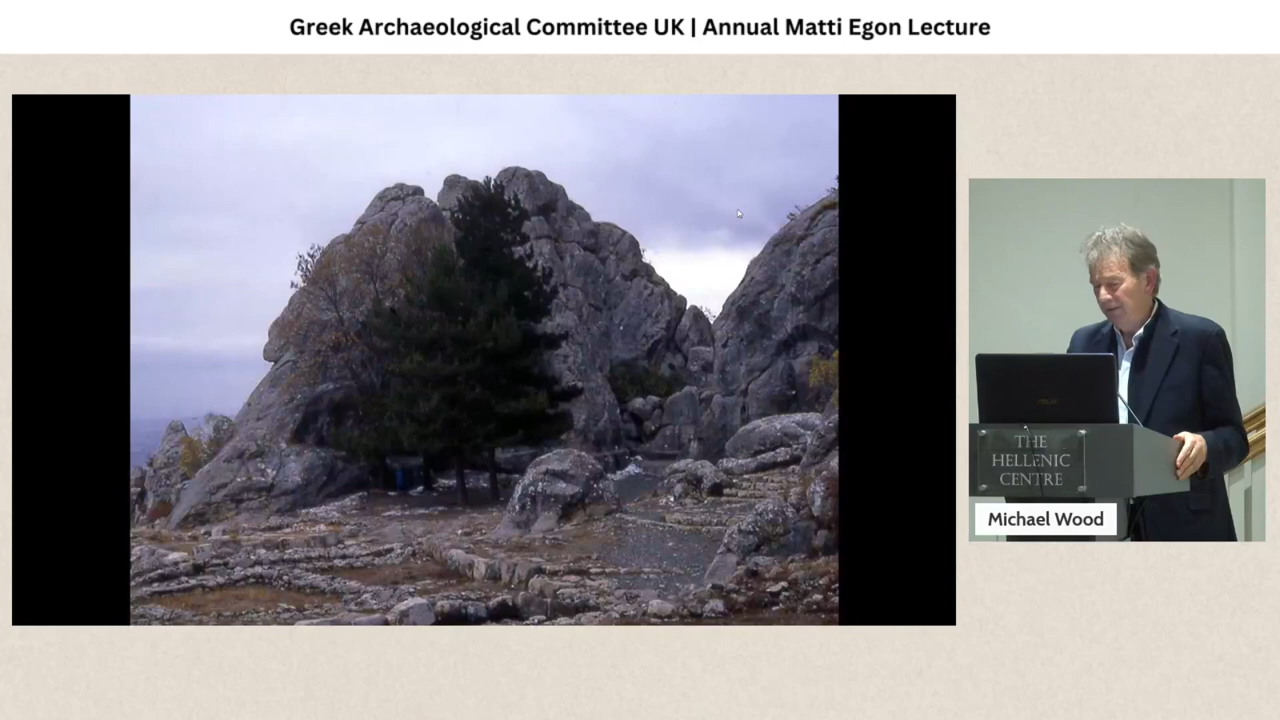 Greek Archaeological Committee UK | Annual Matti Egon Lecture
THE
HELLENIC
CENTRE
Michael Wood